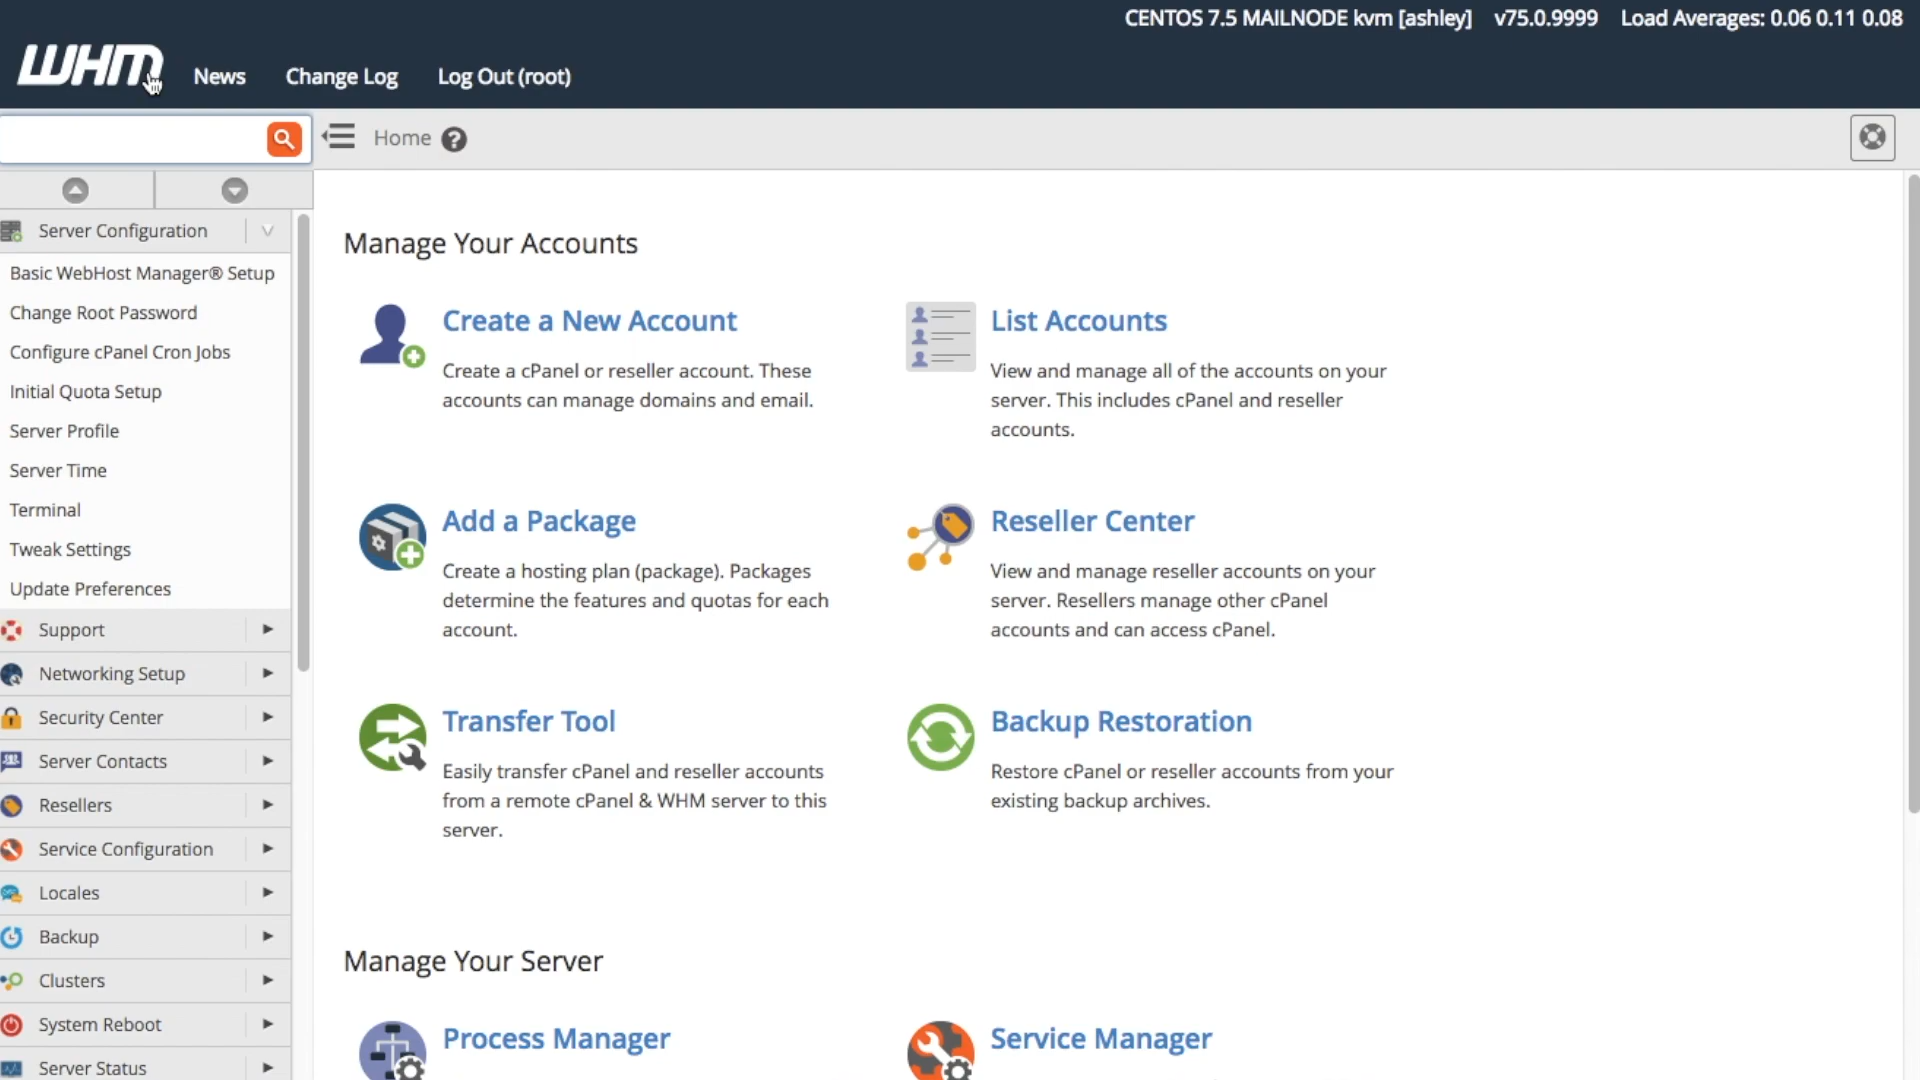 CENTOS 7.5 MAILNODE kvm [ashley] v75.0.9999 Load Averages: 0.06 0.11 0.08
WHM News Change Log Log Out (root)
Home
Server Configuration
Basic WebHost Manager® Setup
Change Root Password
Configure cPanel Cron Jobs
Initial Quota Setup
Server Profile
Server Time
Terminal
Tweak Settings
Update Preferences
Support
Networking Setup
Security Center
Server Contacts
Resellers
Service Configuration
Locales
Backup
Clusters
System Reboot
Server Status
Manage Your Accounts
Create a New Account
Create a cPanel or reseller account. These
accounts can manage domains and email.
List Accounts
View and manage all of the accounts on your
server. This includes cPanel and reseller
accounts.
Add a Package
Create a hosting plan (package). Packages
determine the features and quotas for each
account.
Reseller Center
View and manage reseller accounts on your
server. Resellers manage other cPanel
accounts and can access cPanel.
Transfer Tool
Easily transfer cPanel and reseller accounts
from a remote cPanel & WHM server to this
server.
Backup Restoration
Restore cPanel or reseller accounts from your
existing backup archives.
Manage Your Server
Process Manager
Service Manager